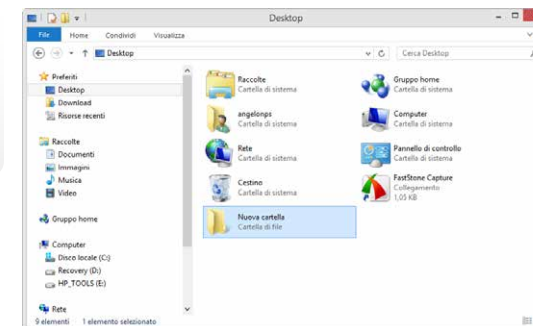 Desktop
File Home Condividi Visualizza
Desktop
Cerca Desktop
Preferiti
Desktop
Download
Risorse recenti
Raccolte
Documenti
Immagini
Musica
Video
Gruppo home
Computer
Disco locale (C:)
Recovery (D:)
HP_TOOLS (E:)
Rete
Raccolte
Cartella di sistema
Gruppo home
Cartella di sistema
angelonps
Cartella di sistema
Computer
Cartella di sistema
Rete
Cartella di sistema
Pannello di controllo
Cartella di sistema
Cestino
Cartella di sistema
FastStone Capture
Collegamento
1,05 KB
Nuova cartella
Cartella di file
9 elementi 1 elemento selezionato